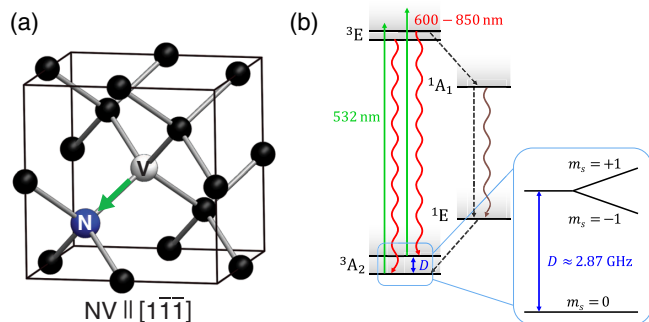 (a)
V
N
NV || [11̅1̅]
(b)
³E
600 − 850 nm
¹A₁
532 nm
¹E
³A₂
D
mₛ = +1
mₛ = −1
D ≈ 2.87 GHz
mₛ = 0